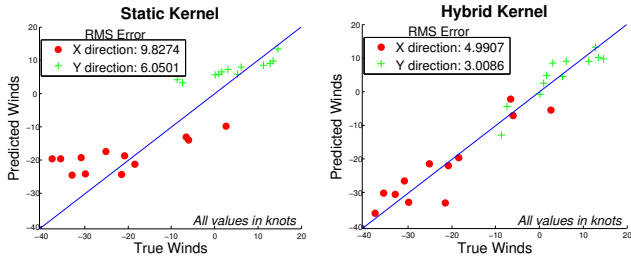 Static Kernel
RMS Error
X direction: 9.8274
Y direction: 6.0501
Predicted Winds
20
10
0
-10
-20
-30
-40
-40
-30
-20
-10
0
10
20
All values in knots
True Winds
Hybrid Kernel
RMS Error
X direction: 4.9907
Y direction: 3.0086
Predicted Winds
20
10
0
-10
-20
-30
-40
-40
-30
-20
-10
0
10
20
All values in knots
True Winds